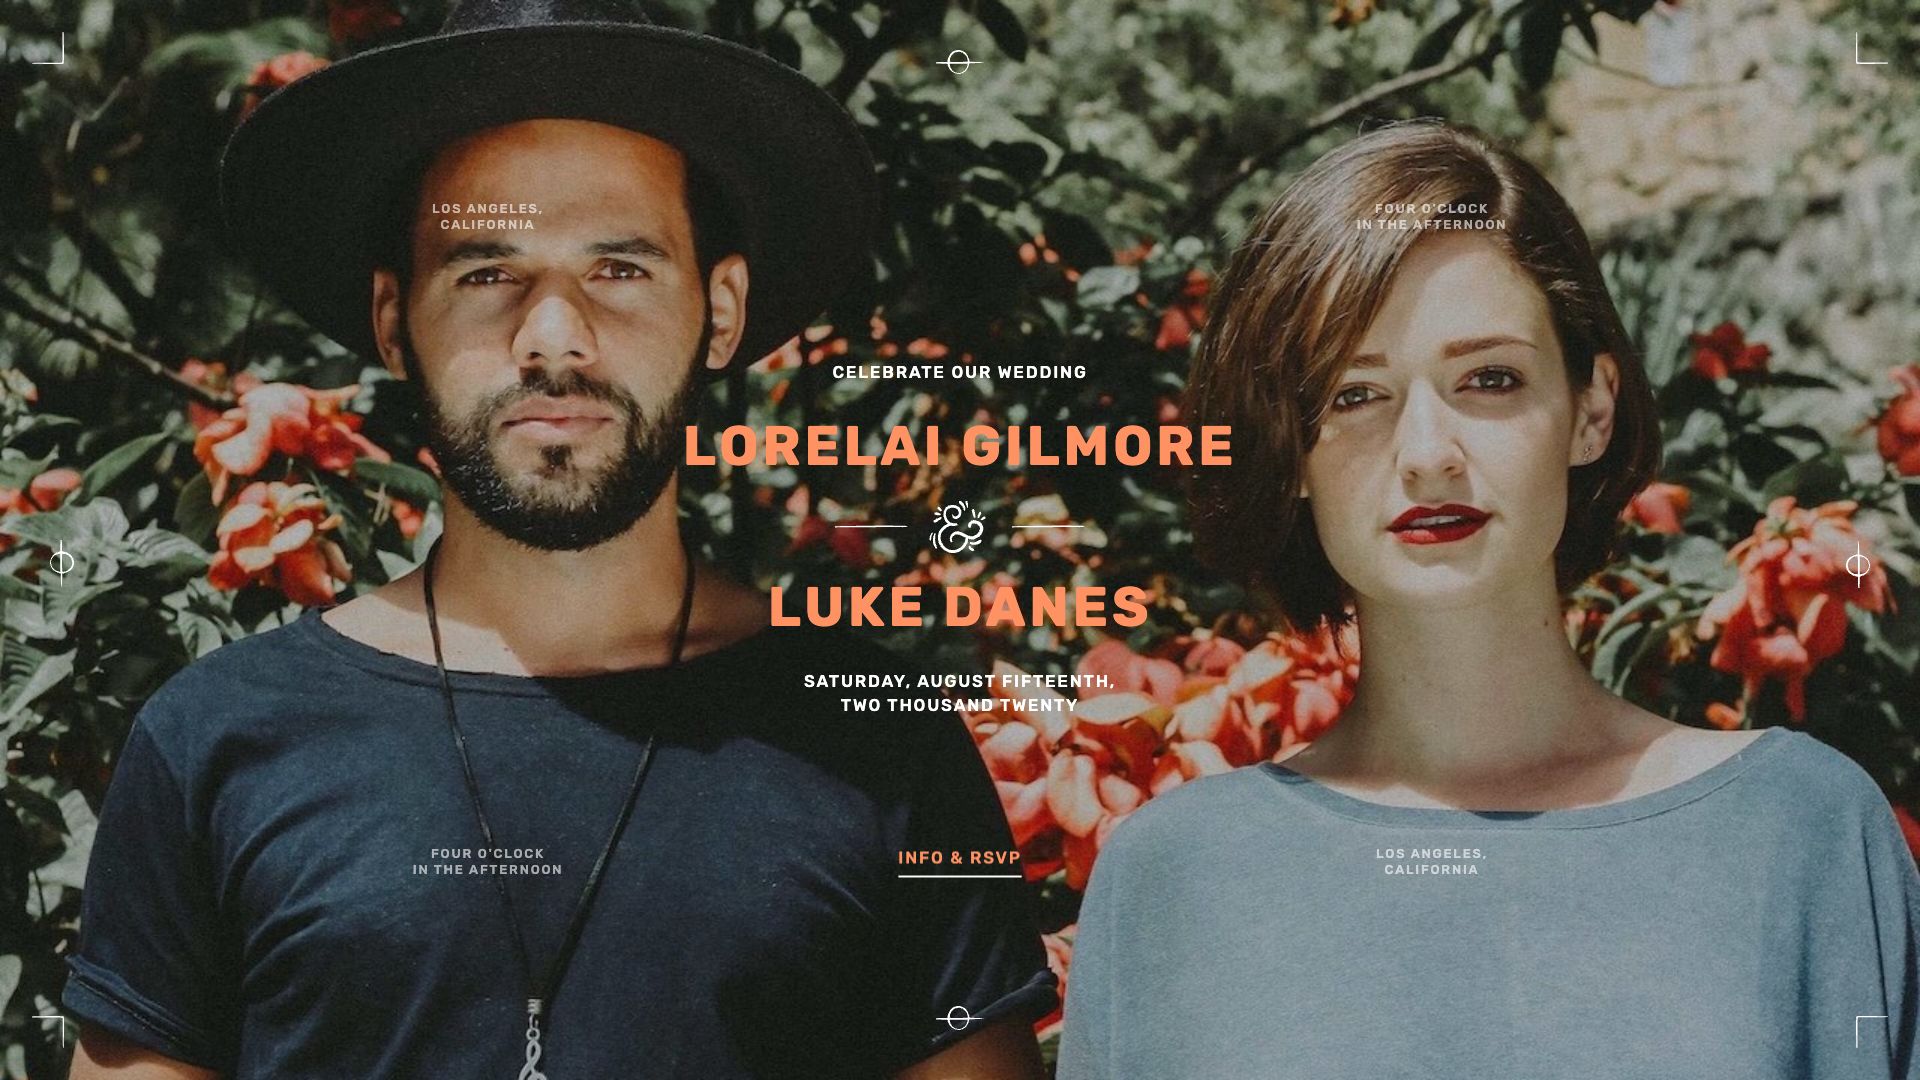 LOS ANGELES,
CALIFORNIA
FOUR O'CLOCK
IN THE AFTERNOON
CELEBRATE OUR WEDDING
LORELAI GILMORE
&
LUKE DANES
SATURDAY, AUGUST FIFTEENTH,
TWO THOUSAND TWENTY
FOUR O'CLOCK
IN THE AFTERNOON
INFO & RSVP
LOS ANGELES,
CALIFORNIA